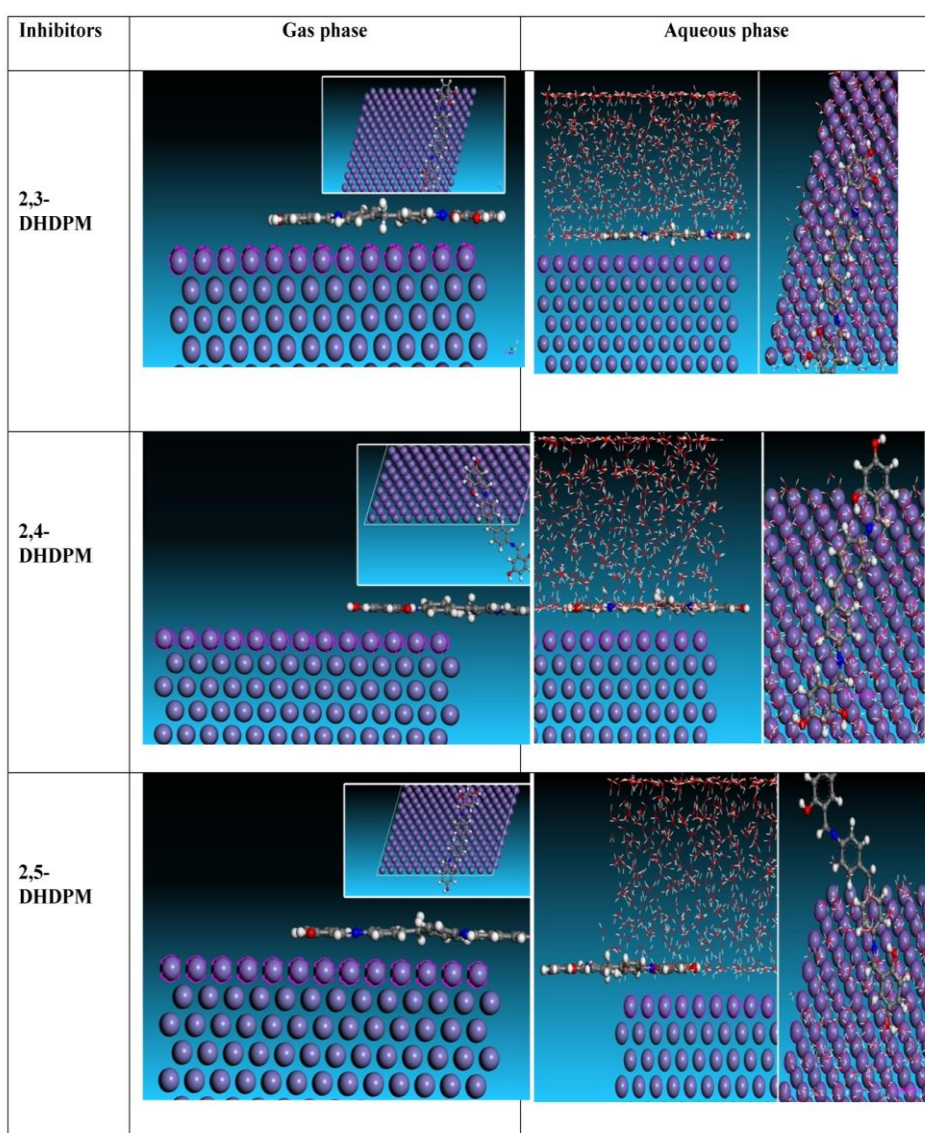 Inhibitors Gas phase Aqueous phase
2,3-
DHDPM
2,4-
DHDPM
2,5-
DHDPM